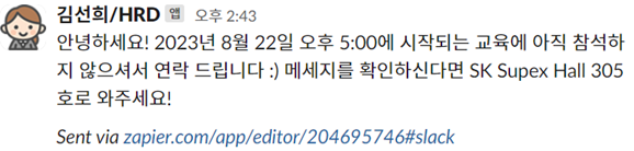 김선희/HRD 앱 오후 2:43
안녕하세요! 2023년 8월 22일 오후 5:00에 시작되는 교육에 아직 참석하
지 않으셔서 연락 드립니다 :) 메세지를 확인하신다면 SK Supex Hall 305
호로 와주세요!
Sent via zapier.com/app/editor/204695746#slack